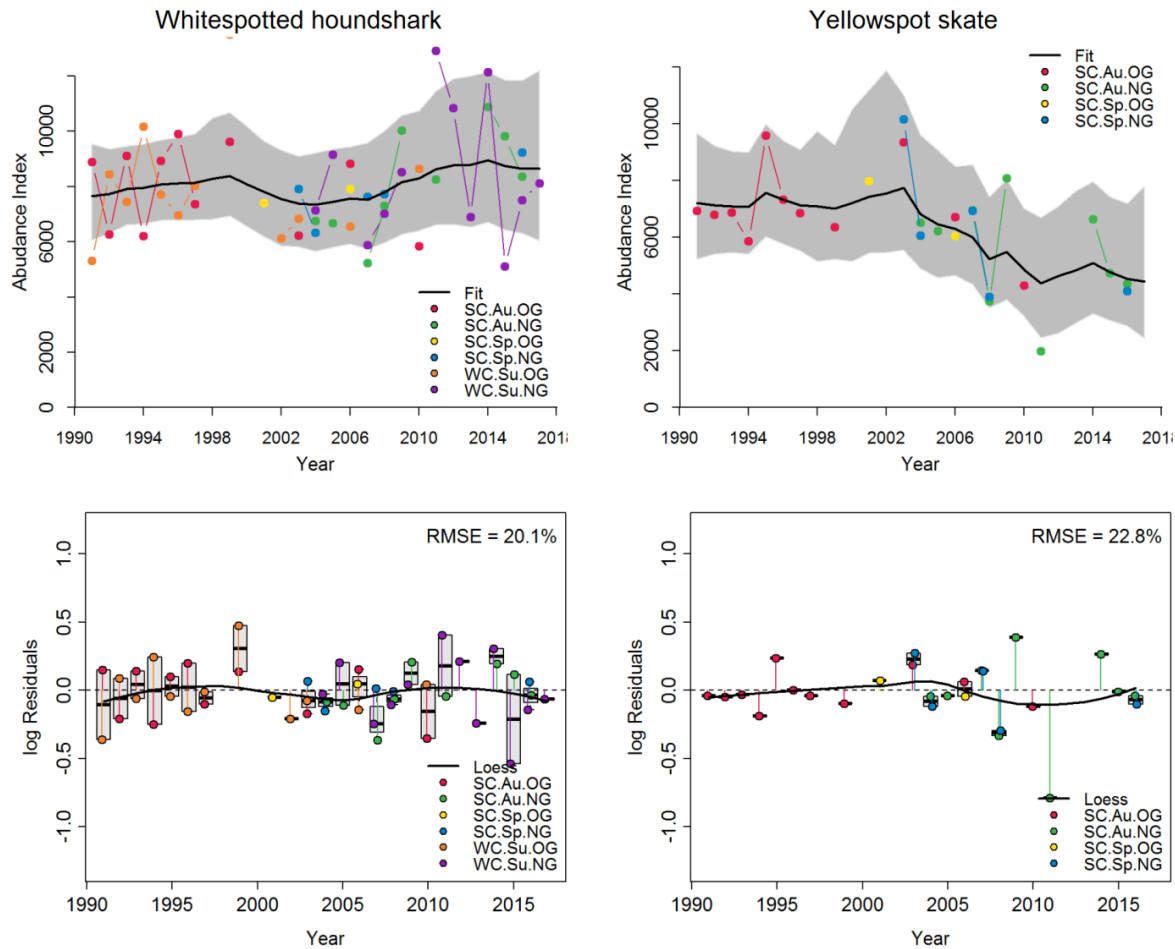 Whitespotted houndshark
Yellowspot skate
Abudance Index
10000
6000
2000
0
Fit
SC.Au.OG
SC.Au.NG
SC.Sp.OG
SC.Sp.NG
WC.Su.OG
WC.Su.NG
1990 1994 1998 2002 2006 2010 2014 2018
Year
Abudance Index
10000
6000
2000
0
Fit
SC.Au.OG
SC.Au.NG
SC.Sp.OG
SC.Sp.NG
1990 1994 1998 2002 2006 2010 2014 201
Year
log Residuals
1.0
0.5
0.0
-0.5
-1.0
RMSE = 20.1%
Loess
SC.Au.OG
SC.Au.NG
SC.Sp.OG
SC.Sp.NG
WC.Su.OG
WC.Su.NG
1990 1995 2000 2005 2010 2015
Year
log Residuals
1.0
0.5
0.0
-0.5
-1.0
RMSE = 22.8%
Loess
SC.Au.OG
SC.Au.NG
SC.Sp.OG
SC.Sp.NG
1990 1995 2000 2005 2010 2015
Year